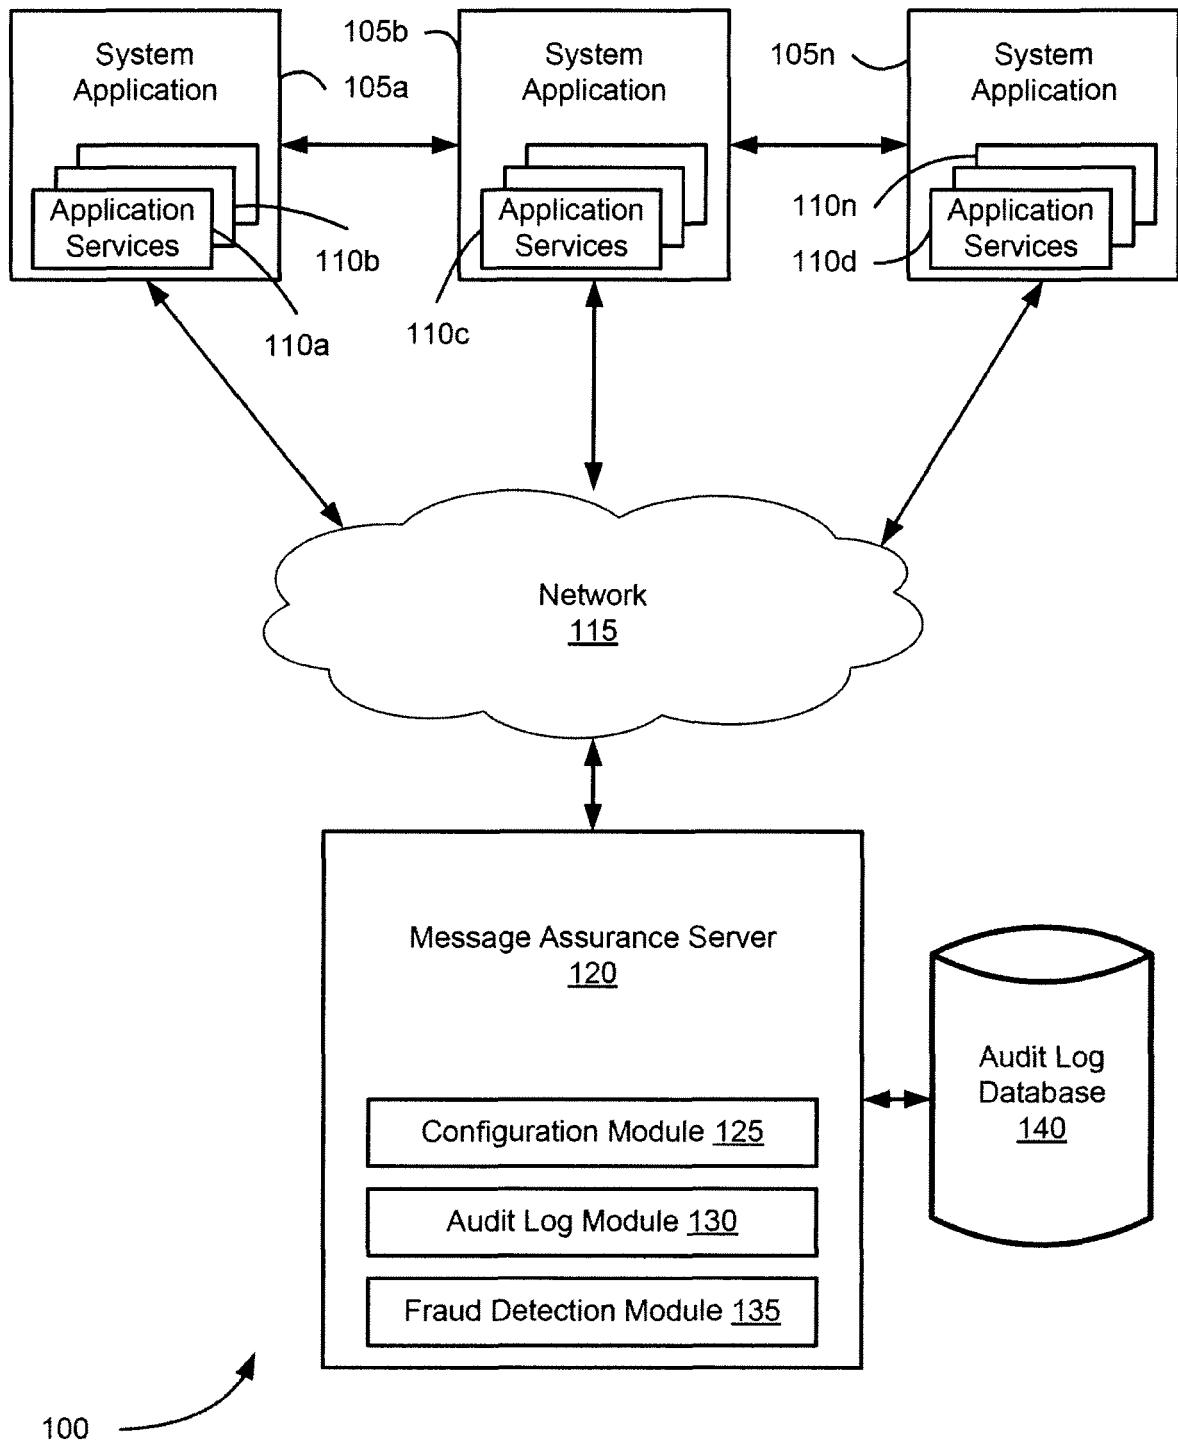 System
Application
105a
105b
System
Application
105n
System
Application
Application
Services
110b
110a
Application
Services
110c
110n
110d
Application
Services
Network
115
Message Assurance Server
120
Configuration Module 125
Audit Log Module 130
Fraud Detection Module 135
Audit Log
Database
140
100